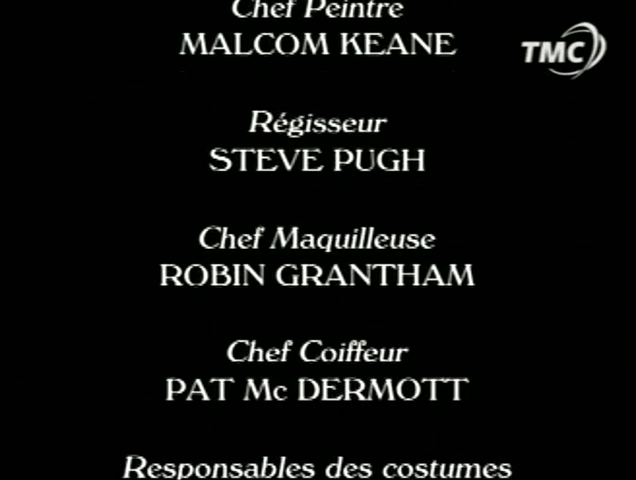 Chef Peintre
MALCOM KEANE
TMC
Régisseur
STEVE PUGH
Chef Maquilleuse
ROBIN GRANTHAM
Chef Coiffeur
PAT Mc DERMOTT
Responsables des costumes